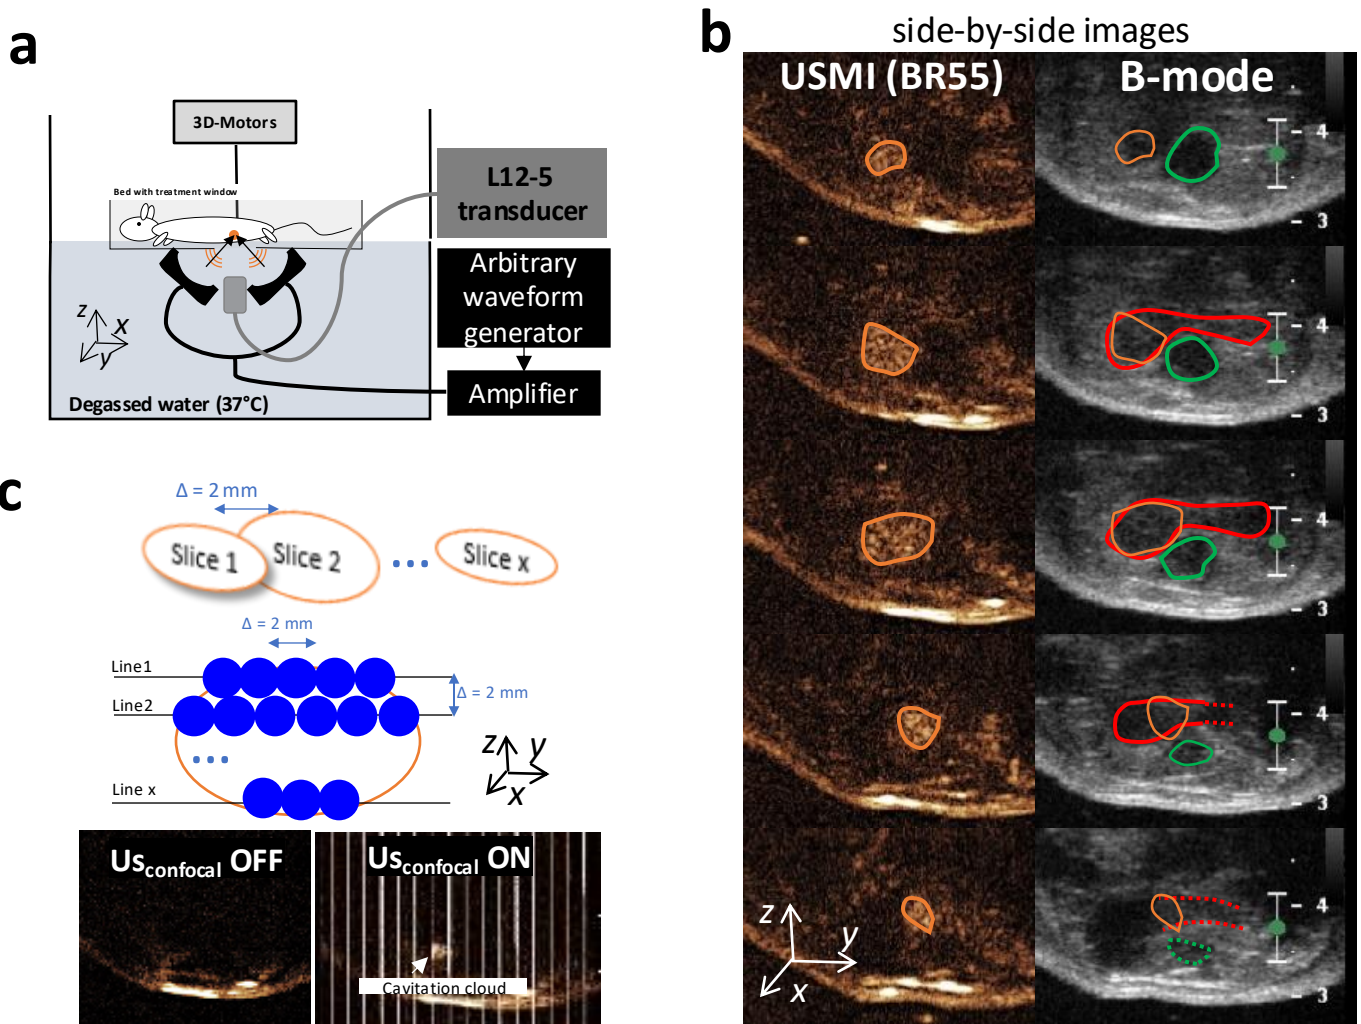 a
3D-Motors
Bed with treatment window
L12-5
transducer
Arbitrary
waveform
generator
Amplifier
z
x
y
Degassed water (37°C)
b
side-by-side images
USMI (BR55)
B-mode
4
3
4
3
4
3
4
3
4
3
z
y
x
c
Δ = 2 mm
Slice 1
Slice 2
...
Slice x
Δ = 2 mm
Line1
Δ = 2 mm
Line2
...
Line x
z
y
x
Usconfocal OFF
Usconfocal ON
Cavitation cloud